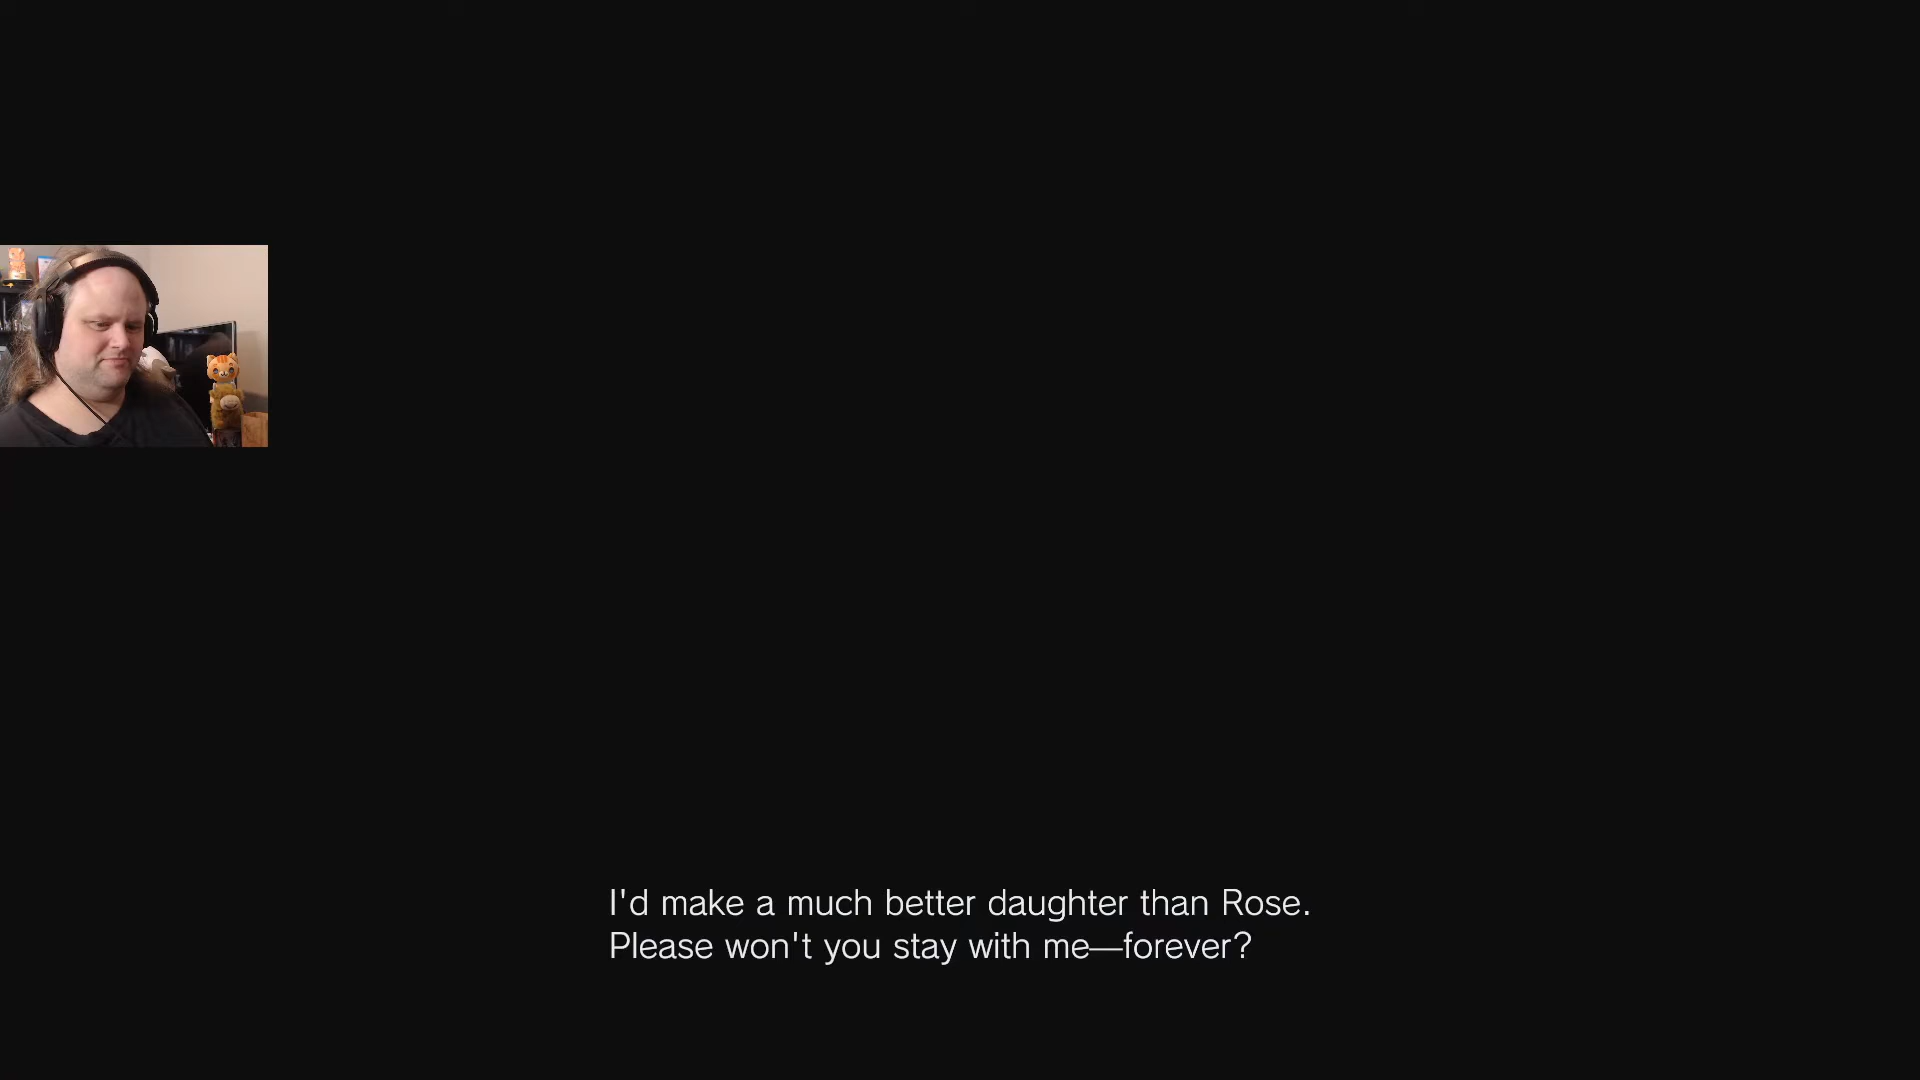 I'd make a much better daughter than Rose.
Please won't you stay with me—forever?